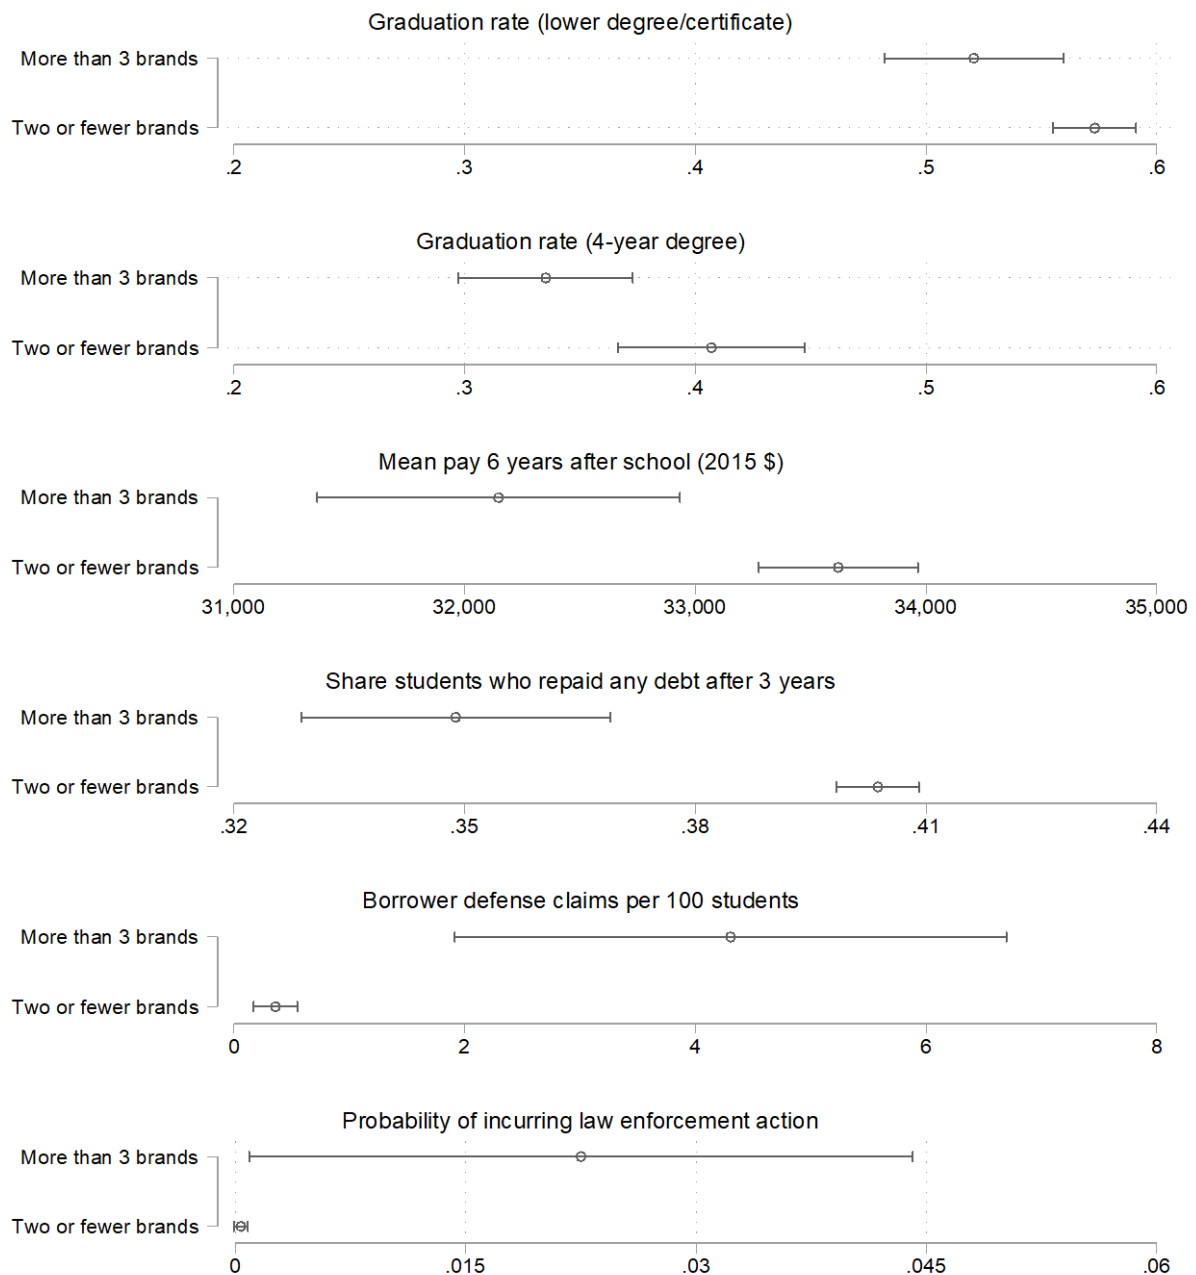 Graduation rate (lower degree/certificate)
More than 3 brands
Two or fewer brands
.2 .3 .4 .5 .6
Graduation rate (4-year degree)
More than 3 brands
Two or fewer brands
.2 .3 .4 .5 .6
Mean pay 6 years after school (2015 $)
More than 3 brands
Two or fewer brands
31,000 32,000 33,000 34,000 35,000
Share students who repaid any debt after 3 years
More than 3 brands
Two or fewer brands
.32 .35 .38 .41 .44
Borrower defense claims per 100 students
More than 3 brands
Two or fewer brands
0 2 4 6 8
Probability of incurring law enforcement action
More than 3 brands
Two or fewer brands
0 .015 .03 .045 .06